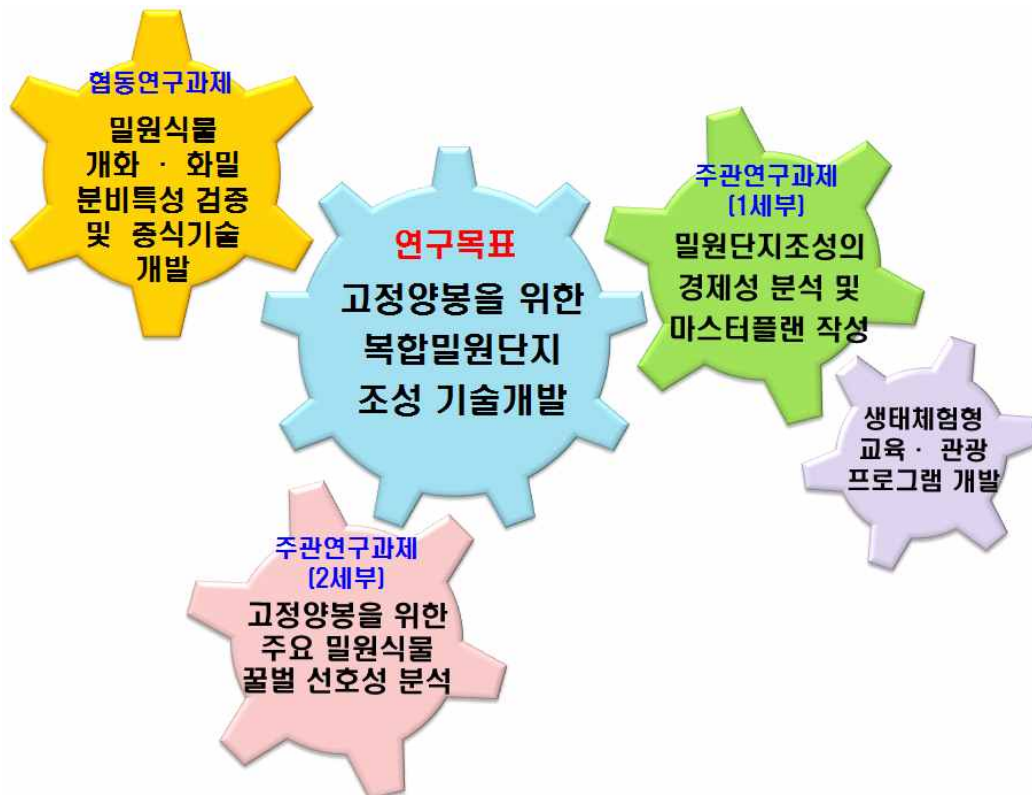 협동연구과제
밀원식물
개화 · 화밀
분비특성 검증
및 증식기술
개발
연구목표
고정양봉을 위한
복합밀원단지
조성 기술개발
주관연구과제
(1세부)
밀원단지조성의
경제성 분석 및
마스터플랜 작성
생태체험형
교육 · 관광
프로그램 개발
주관연구과제
(2세부)
고정양봉을 위한
주요 밀원식물
꿀벌 선호성 분석